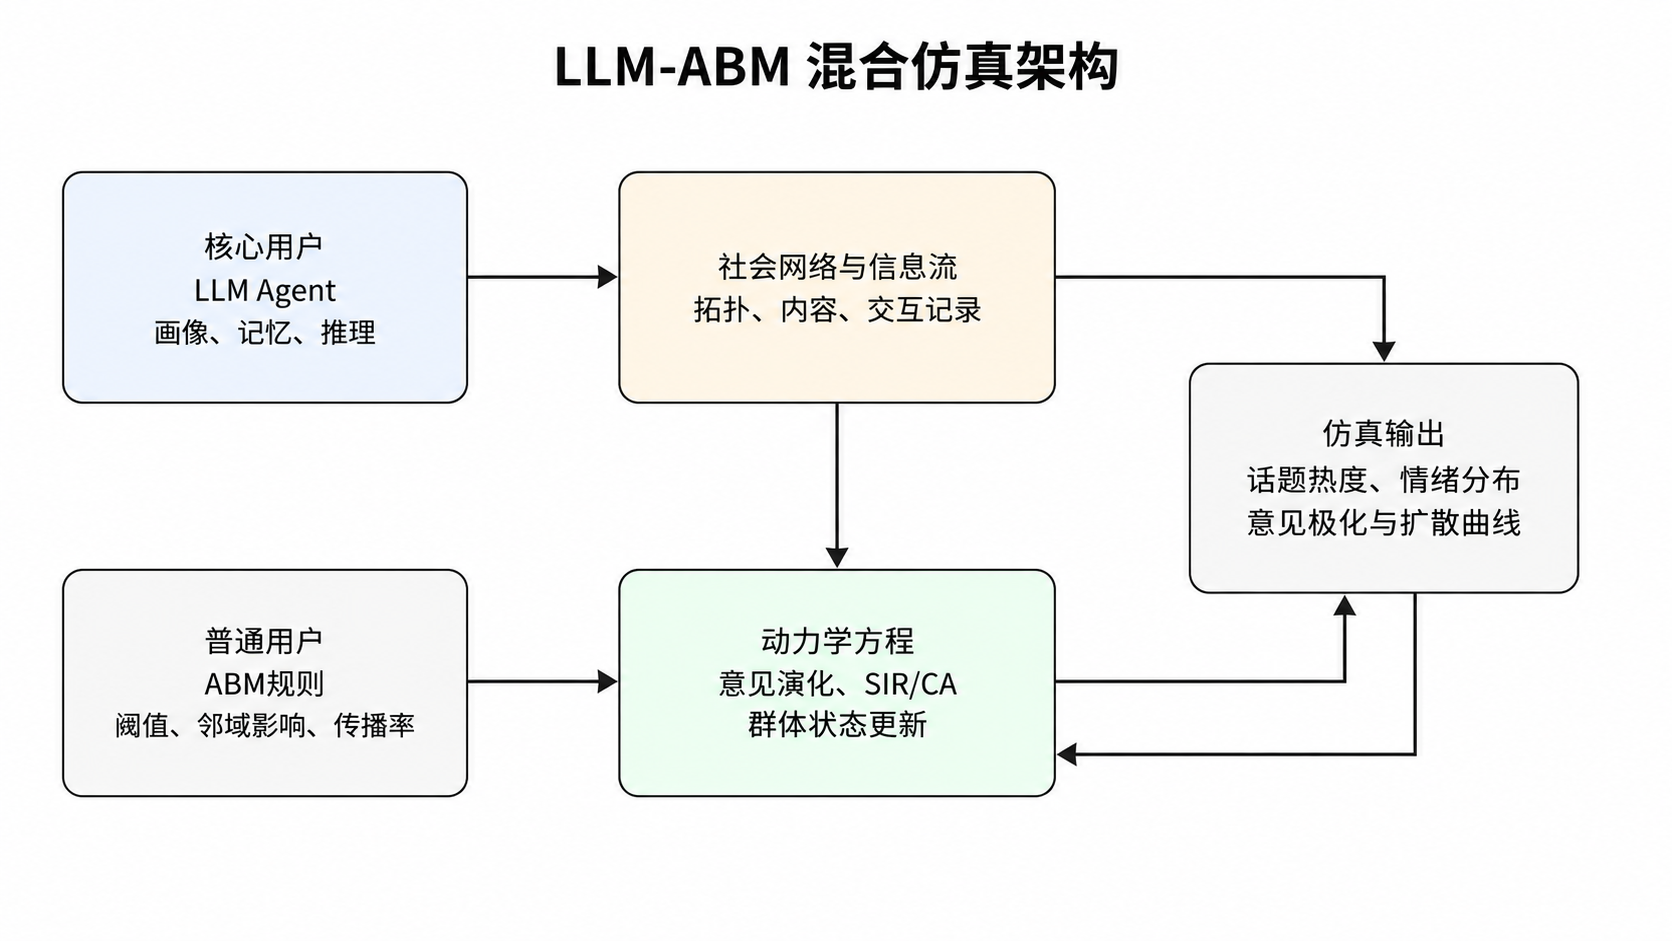 LLM-ABM 混合仿真架构
核心用户
LLM Agent
画像、记忆、推理
社会网络与信息流
拓扑、内容、交互记录
仿真输出
话题热度、情绪分布
意见极化与扩散曲线
普通用户
ABM规则
阈值、邻域影响、传播率
动力学方程
意见演化、SIR/CA
群体状态更新